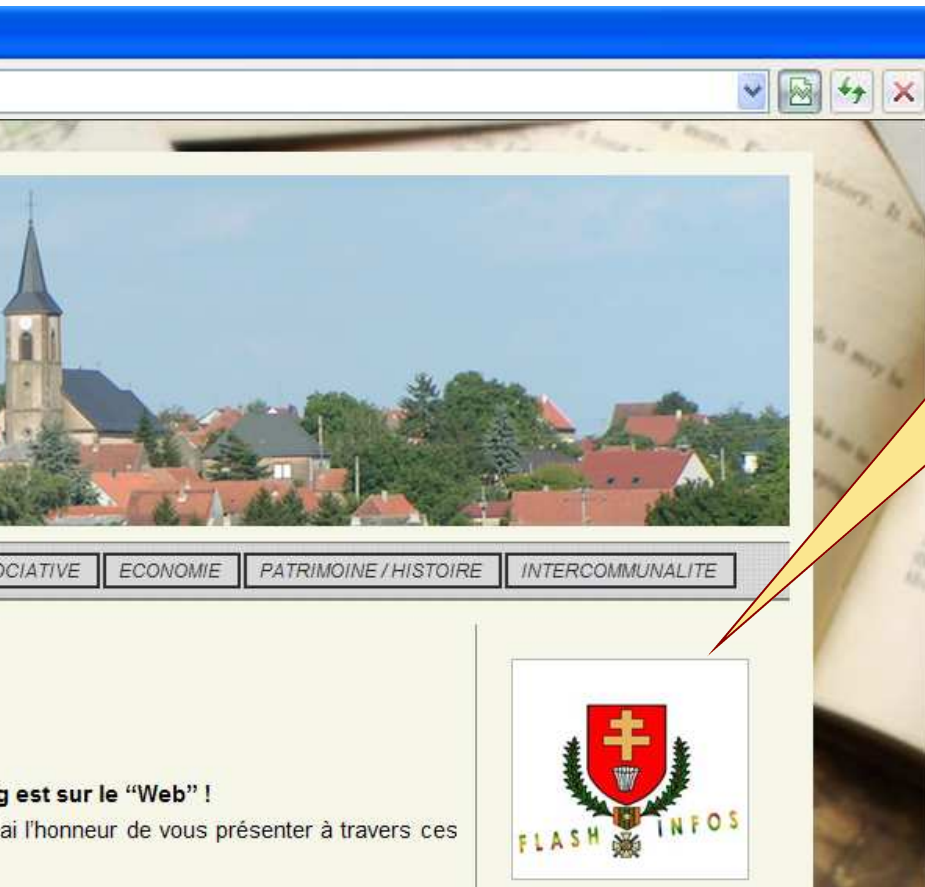 OCIATIVE ECONOMIE PATRIMOINE / HISTOIRE INTERCOMMUNALITE
g est sur le “Web” !
ai l’honneur de vous présenter à travers ces
FLASH INFOS